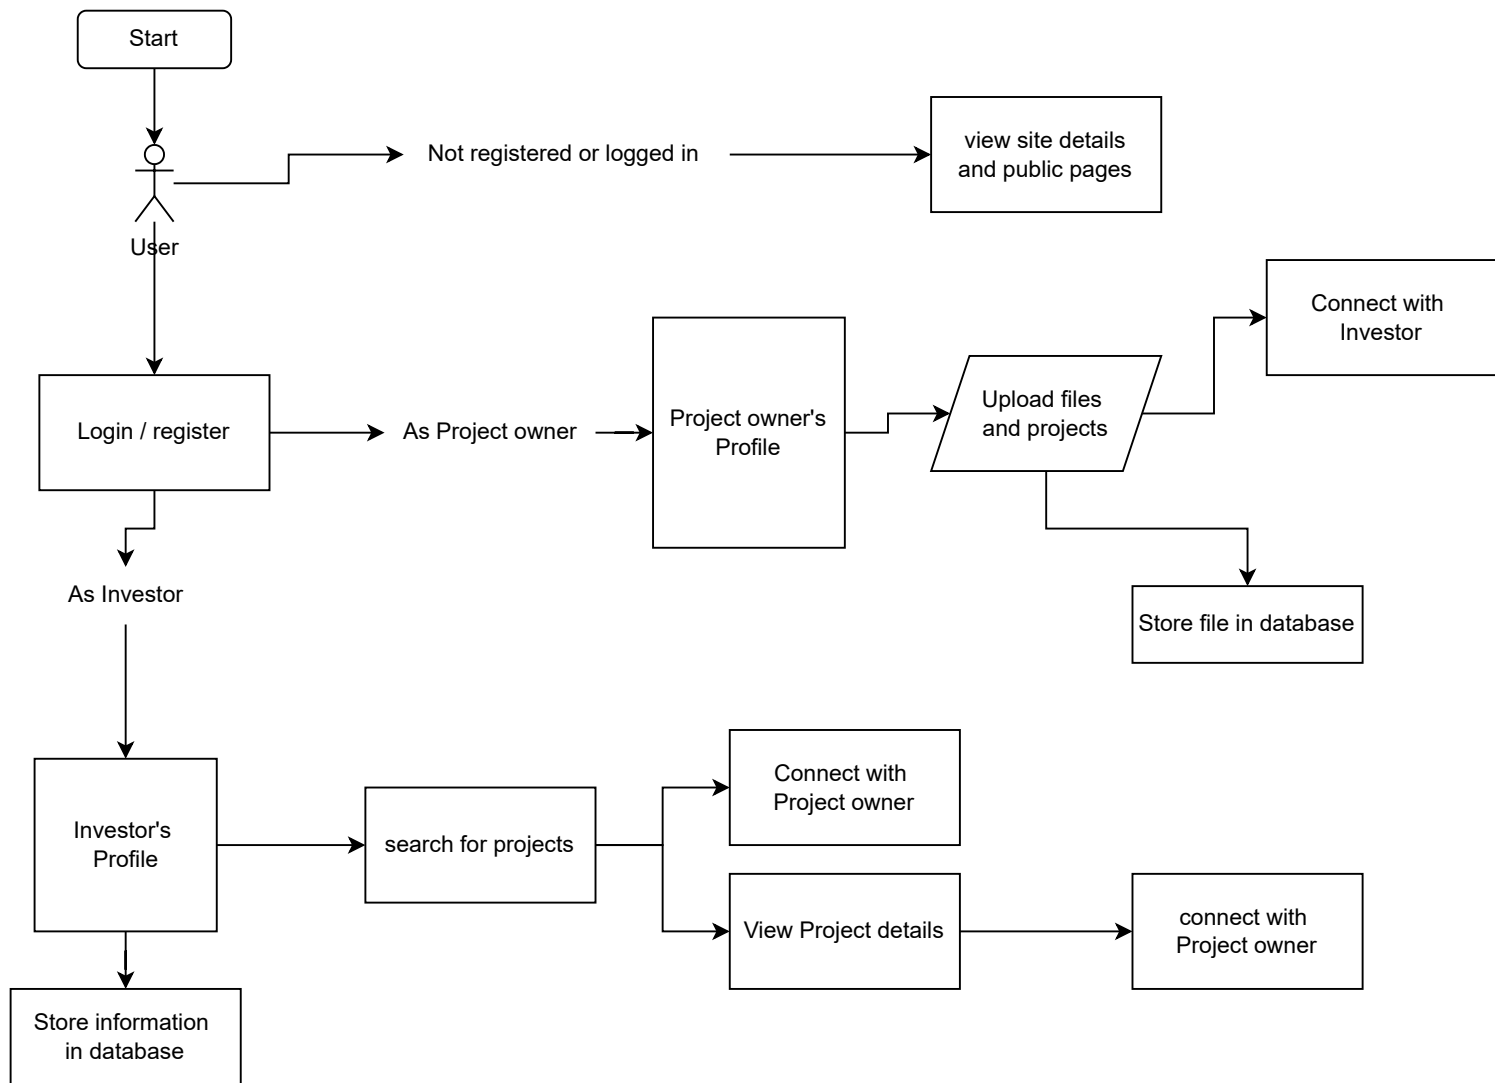 Start
Not registered or logged in
view site details
and public pages
User
Connect with
Investor
Login / register
As Project owner
Project owner's
Profile
Upload files
and projects
As Investor
Store file in database
Connect with
Project owner
Investor's
Profile
search for projects
View Project details
connect with
Project owner
Store information
in database